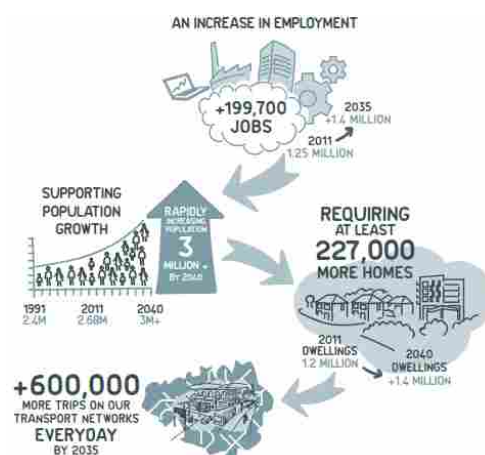 AN INCREASE IN EMPLOYMENT
+199,700
JOBS
2035
+1.4 MILLION
2011
1.25 MILLION
SUPPORTING
POPULATION
GROWTH
RAPIDLY
INCREASING
POPULATION
3
MILLION +
BY 2040
1991
2.4M
2011
2.68M
2040
3M+
REQUIRING
AT LEAST
227,000
MORE HOMES
2011
DWELLINGS
1.2 MILLION
2040
DWELLINGS
+1.4 MILLION
+600,000
MORE TRIPS ON OUR
TRANSPORT NETWORKS
EVERYDAY
BY 2035